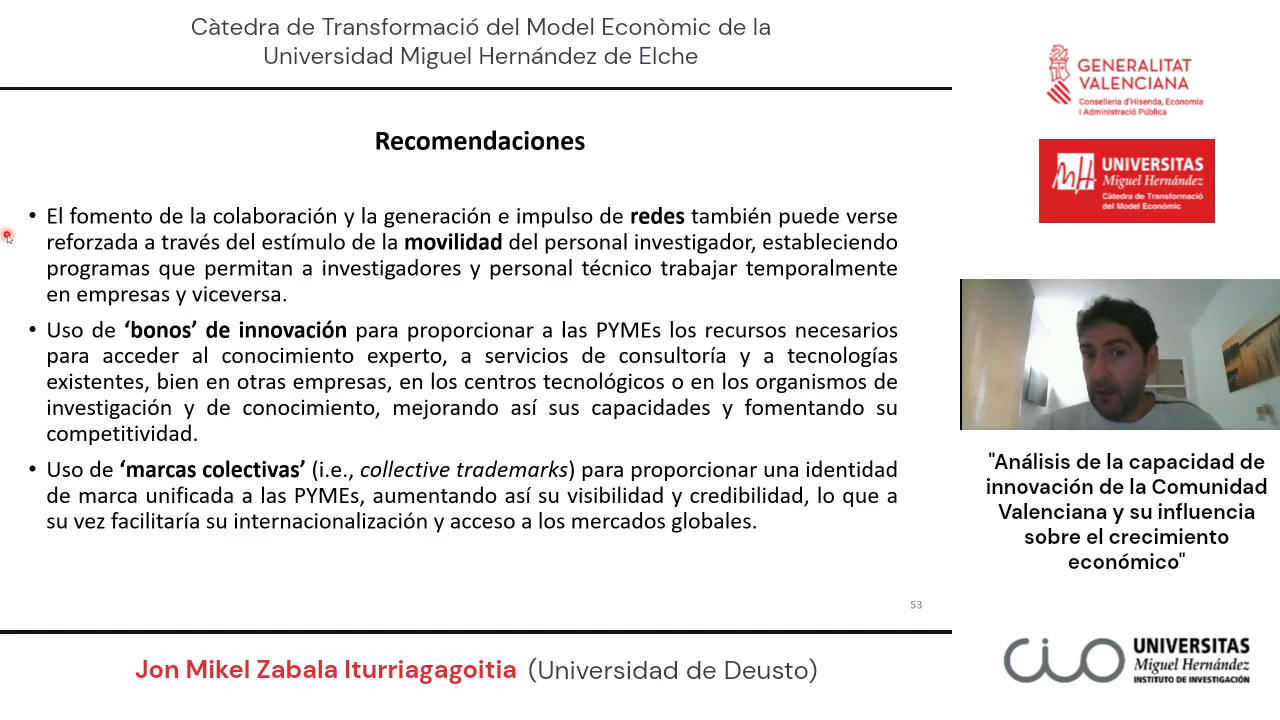 Càtedra de Transformació del Model Econòmic de la
Universidad Miguel Hernández de Elche
GENERALITAT
VALENCIANA
Conselleria d'Hisenda, Economia
i Administració Pública
UNIVERSITAS
Miguel Hernández
Càtedra de Transformació
del Model Econòmic
Recomendaciones
• El fomento de la colaboración y la generación e impulso de redes también puede verse
reforzada a través del estímulo de la movilidad del personal investigador, estableciendo
programas que permitan a investigadores y personal técnico trabajar temporalmente
en empresas y viceversa.
• Uso de ‘bonos’ de innovación para proporcionar a las PYMEs los recursos necesarios
para acceder al conocimiento experto, a servicios de consultoría y a tecnologías
existentes, bien en otras empresas, en los centros tecnológicos o en los organismos de
investigación y de conocimiento, mejorando así sus capacidades y fomentando su
competitividad.
• Uso de ‘marcas colectivas’ (i.e., collective trademarks) para proporcionar una identidad
de marca unificada a las PYMEs, aumentando así su visibilidad y credibilidad, lo que a
su vez facilitaría su internacionalización y acceso a los mercados globales.
53
"Análisis de la capacidad de
innovación de la Comunidad
Valenciana y su influencia
sobre el crecimiento
económico"
Jon Mikel Zabala Iturriagagoitia (Universidad de Deusto)
CIO
UNIVERSITAS
Miguel Hernández
INSTITUTO DE INVESTIGACIÓN